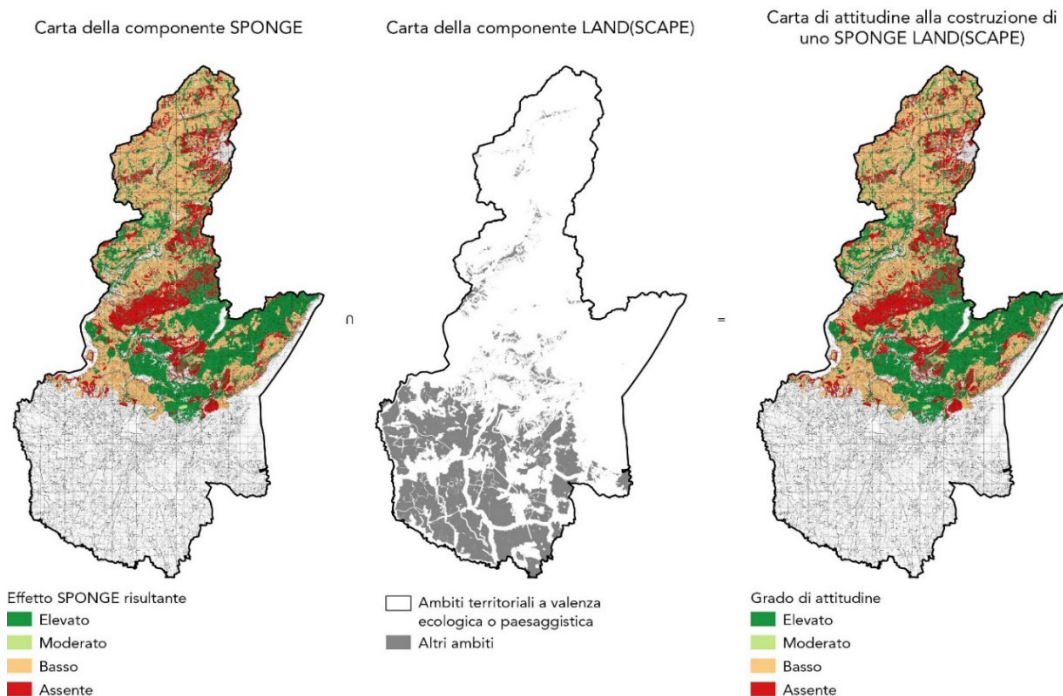 Carta della componente SPONGE
Carta della componente LAND(SCAPE)
Carta di attitudine alla costruzione di
uno SPONGE LAND(SCAPE)
∩
=
Effetto SPONGE risultante
Elevato
Moderato
Basso
Assente
Ambiti territoriali a valenza
ecologica o paesaggistica
Altri ambiti
Grado di attitudine
Elevato
Moderato
Basso
Assente